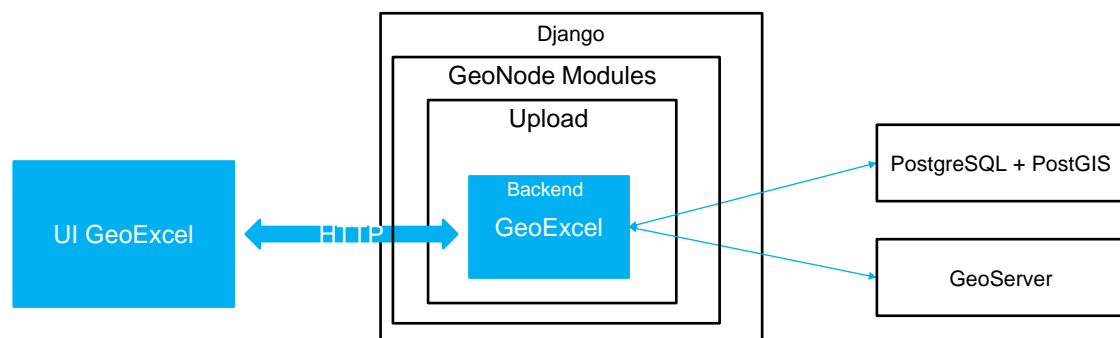 Django
GeoNode Modules
Upload
Backend
GeoExcel
UI GeoExcel
HTTP
PostgreSQL + PostGIS
GeoServer